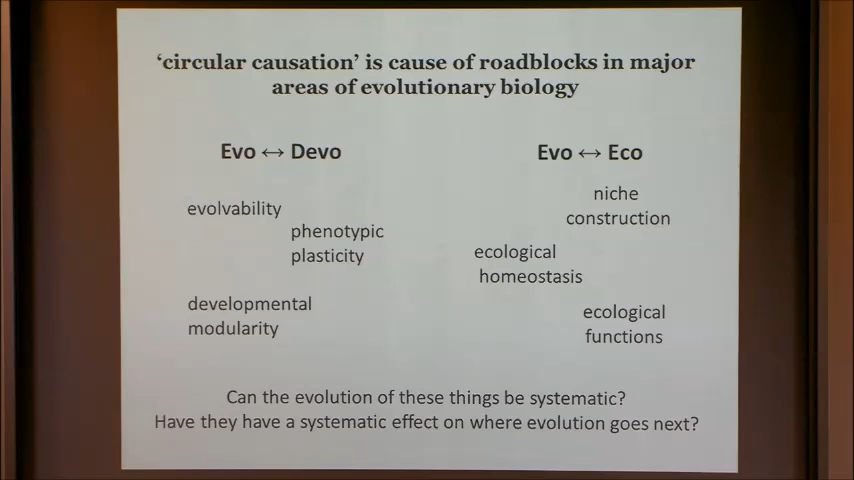 ‘circular causation’ is cause of roadblocks in major
areas of evolutionary biology
Evo ↔ Devo
evolvability
phenotypic
plasticity
developmental
modularity
Evo ↔ Eco
niche
construction
ecological
homeostasis
ecological
functions
Can the evolution of these things be systematic?
Have they have a systematic effect on where evolution goes next?